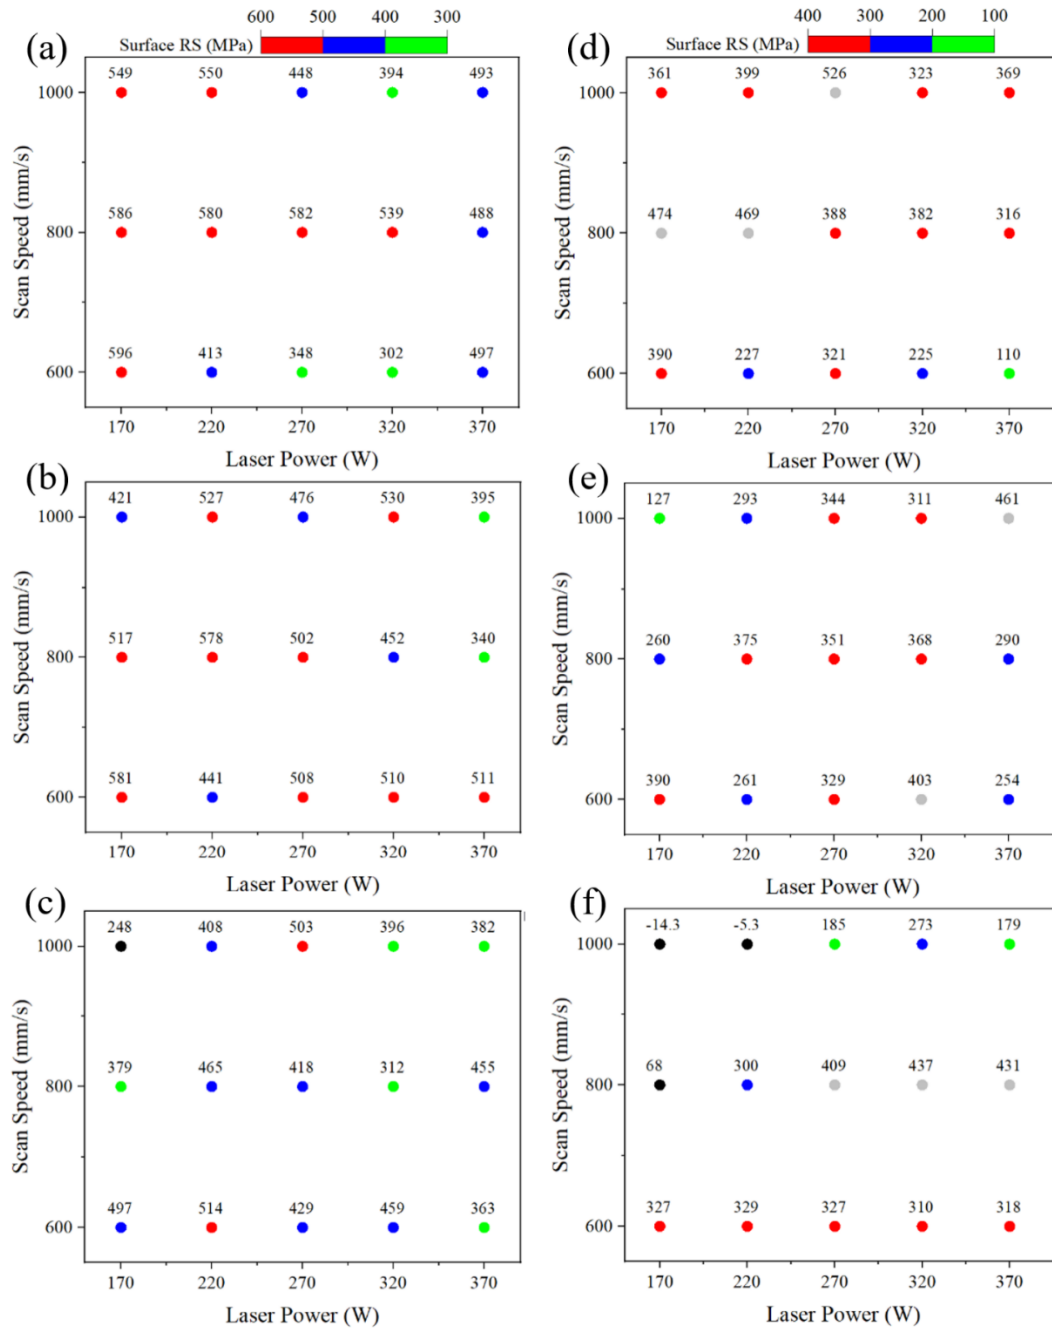 600 500 400 300
Surface RS (MPa)
(a)
549 550 448 394 493
1000
586 580 582 539 488
800
596 413 348 302 497
600
170 220 270 320 370
Scan Speed (mm/s)
Laser Power (W)
400 300 200 100
Surface RS (MPa)
(d)
361 399 526 323 369
1000
474 469 388 382 316
800
390 227 321 225 110
600
170 220 270 320 370
Scan Speed (mm/s)
Laser Power (W)
(b)
421 527 476 530 395
1000
517 578 502 452 340
800
581 441 508 510 511
600
170 220 270 320 370
Scan Speed (mm/s)
Laser Power (W)
(e)
127 293 344 311 461
1000
260 375 351 368 290
800
390 261 329 403 254
600
170 220 270 320 370
Scan Speed (mm/s)
Laser Power (W)
(c)
248 408 503 396 382
1000
379 465 418 312 455
800
497 514 429 459 363
600
170 220 270 320 370
Scan Speed (mm/s)
Laser Power (W)
(f)
-14.3 -5.3 185 273 179
1000
68 300 409 437 431
800
327 329 327 310 318
600
170 220 270 320 370
Scan Speed (mm/s)
Laser Power (W)